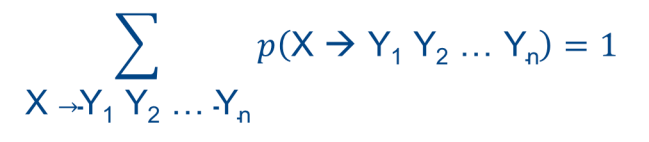 ∑ p(X → Y₁ Y₂ … Yₙ) = 1
X → Y₁ Y₂ … Yₙ